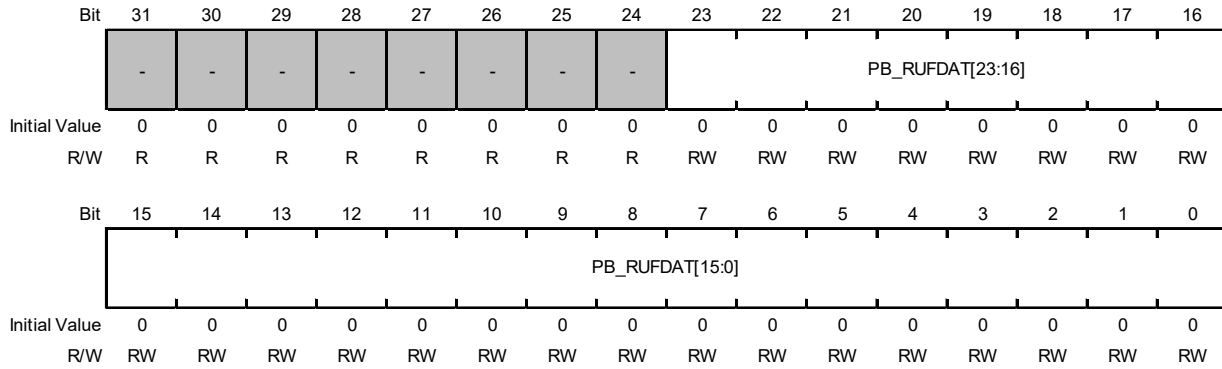 Bit 31 30 29 28 27 26 25 24 23 22 21 20 19 18 17 16
- - - - - - - - PB_RUFDAT[23:16]
Initial Value 0 0 0 0 0 0 0 0 0 0 0 0 0 0 0 0
R/W R R R R R R R R RW RW RW RW RW RW RW RW
Bit 15 14 13 12 11 10 9 8 7 6 5 4 3 2 1 0
PB_RUFDAT[15:0]
Initial Value 0 0 0 0 0 0 0 0 0 0 0 0 0 0 0 0
R/W RW RW RW RW RW RW RW RW RW RW RW RW RW RW RW RW